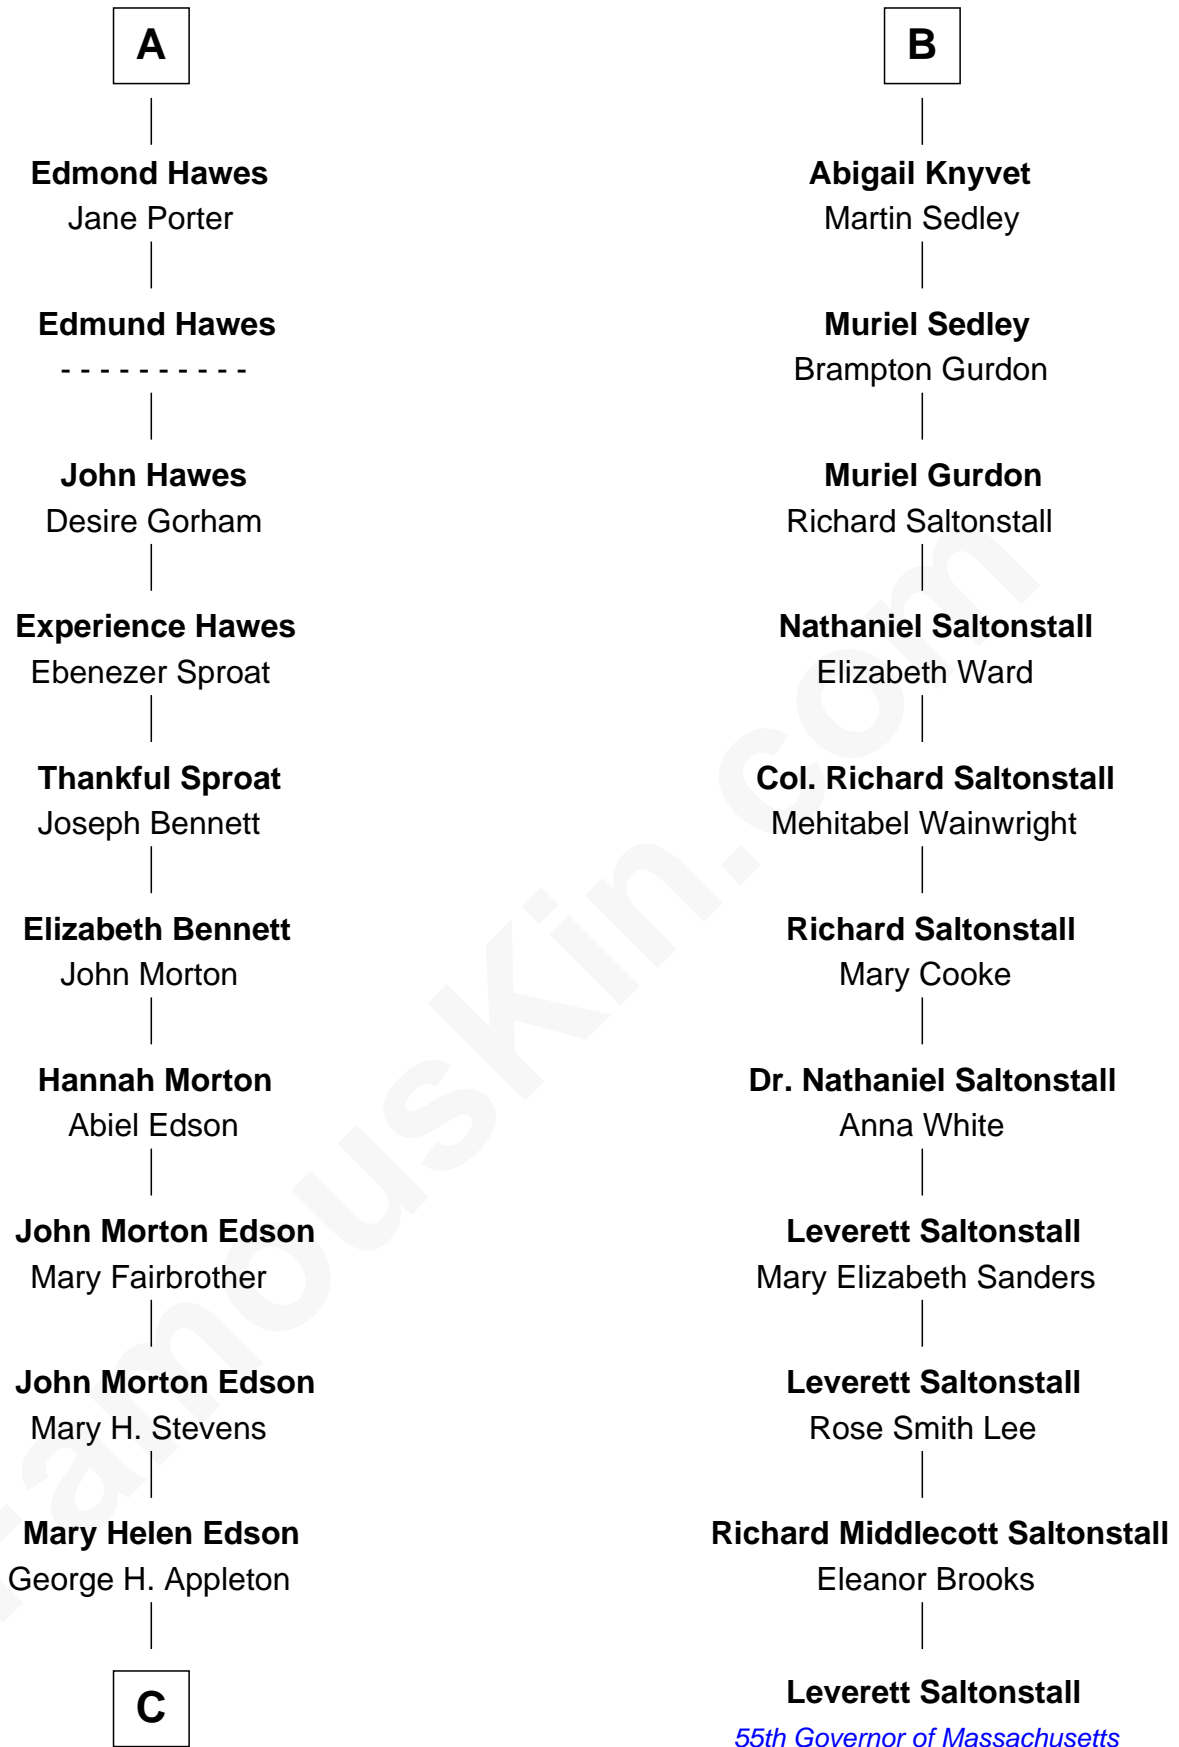 A
Edmond Hawes
Jane Porter
Edmund Hawes
- - - - - - - - - -
John Hawes
Desire Gorham
Experience Hawes
Ebenezer Sproat
Thankful Sproat
Joseph Bennett
Elizabeth Bennett
John Morton
Hannah Morton
Abiel Edson
John Morton Edson
Mary Fairbrother
John Morton Edson
Mary H. Stevens
Mary Helen Edson
George H. Appleton
C
B
Abigail Knyvet
Martin Sedley
Muriel Sedley
Brampton Gurdon
Muriel Gurdon
Richard Saltonstall
Nathaniel Saltonstall
Elizabeth Ward
Col. Richard Saltonstall
Mehitabel Wainwright
Richard Saltonstall
Mary Cooke
Dr. Nathaniel Saltonstall
Anna White
Leverett Saltonstall
Mary Elizabeth Sanders
Leverett Saltonstall
Rose Smith Lee
Richard Middlecott Saltonstall
Eleanor Brooks
Leverett Saltonstall
55th Governor of Massachusetts
FamousKin.com